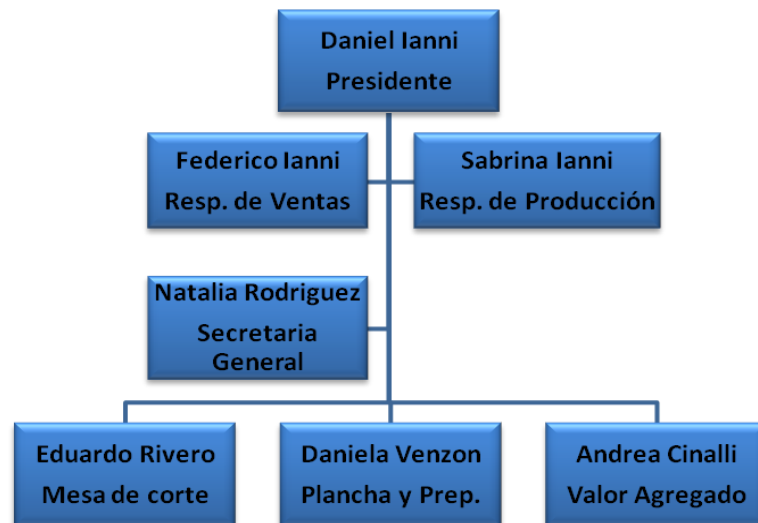 Daniel Ianni
Presidente
Federico Ianni
Resp. de Ventas
Sabrina Ianni
Resp. de Producción
Natalia Rodriguez
Secretaria
General
Eduardo Rivero
Mesa de corte
Daniela Venzon
Plancha y Prep.
Andrea Cinalli
Valor Agregado